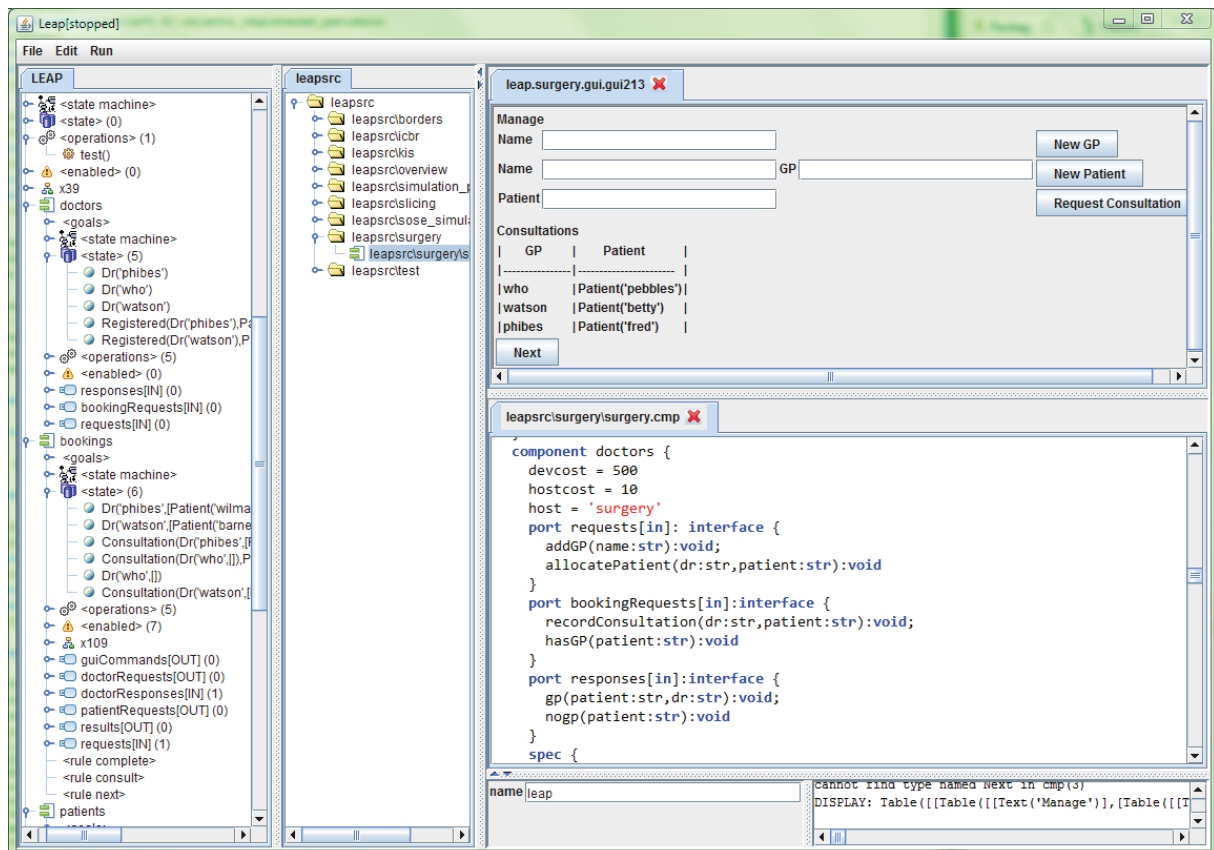 Leap[stopped]
File Edit Run
LEAP
<state machine>
<state> (0)
<operations> (1)
test()
<enabled> (0)
x39
doctors
<goals>
<state machine>
<state> (5)
Dr('phibes')
Dr('who')
Dr('watson')
Registered(Dr('phibes'),Pa
Registered(Dr('watson'),P
<operations> (5)
<enabled> (0)
responses[IN] (0)
bookingRequests[IN] (0)
requests[IN] (0)
bookings
<goals>
<state machine>
<state> (6)
Dr('phibes',[Patient('wilma
Dr('watson',[Patient('barne
Consultation(Dr('phibes',[
Consultation(Dr('who',[]),P
Dr('who',[])
Consultation(Dr('watson',[
<operations> (5)
<enabled> (7)
x109
guiCommands[OUT] (0)
doctorRequests[OUT] (0)
doctorResponses[IN] (1)
patientRequests[OUT] (0)
results[OUT] (0)
requests[IN] (1)
<rule complete>
<rule consult>
<rule next>
patients
leapsrc
leapsrc
leapsrc\borders
leapsrc\icbr
leapsrc\kis
leapsrc\overview
leapsrc\simulation_p
leapsrc\slicing
leapsrc\sose_simula
leapsrc\surgery
leapsrc\surgery\s
leapsrc\test
leap.surgery.gui.gui213
Manage
Name New GP
Name GP New Patient
Patient Request Consultation
Consultations
| GP | Patient |
|----------------|----------------------- |
|who |Patient('pebbles')|
|watson |Patient('betty') |
|phibes |Patient('fred') |
Next
leapsrc\surgery\surgery.cmp
}
component doctors {
devcost = 500
hostcost = 10
host = 'surgery'
port requests[in]: interface {
addGP(name:str):void;
allocatePatient(dr:str,patient:str):void
}
port bookingRequests[in]:interface {
recordConsultation(dr:str,patient:str):void;
hasGP(patient:str):void
}
port responses[in]:interface {
gp(patient:str,dr:str):void;
nogp(patient:str):void
}
spec {
name leap
cannot find type named Next in cmp(3)
DISPLAY: Table([[Table([[Text('Manage')],[Table([[T